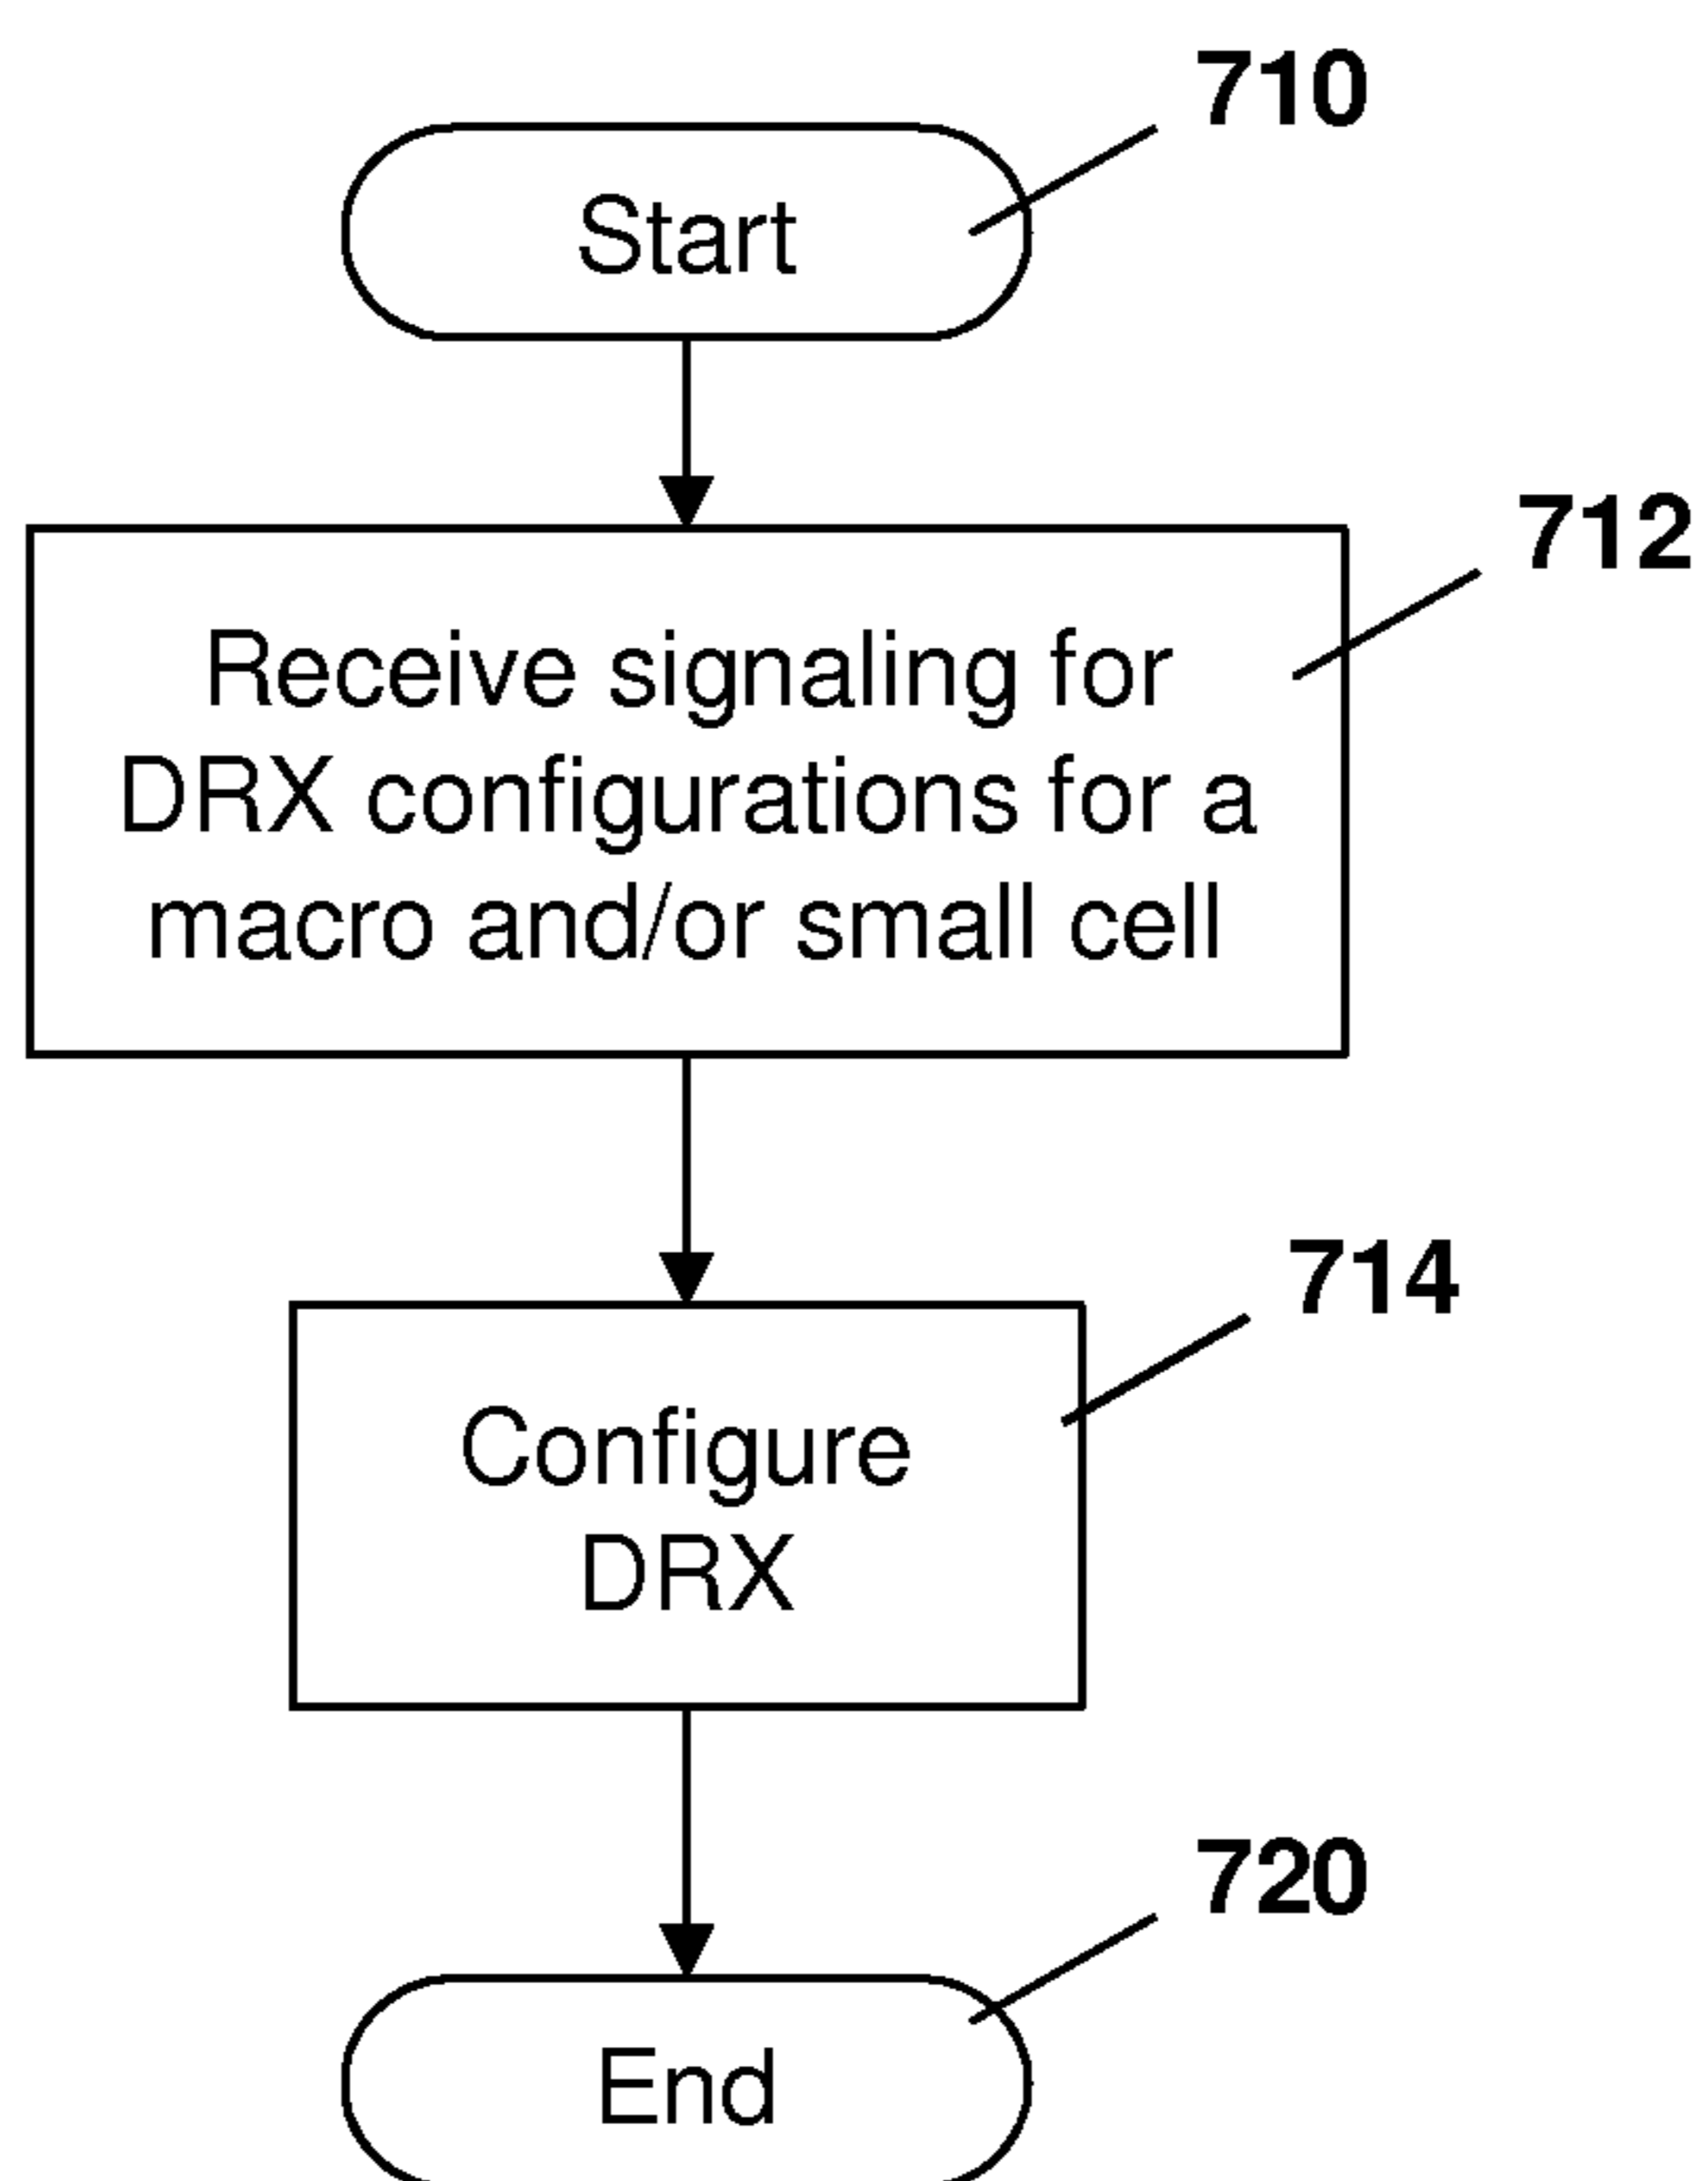 710
Start
712
Receive signaling for
DRX configurations for a
macro and/or small cell
714
Configure
DRX
720
End